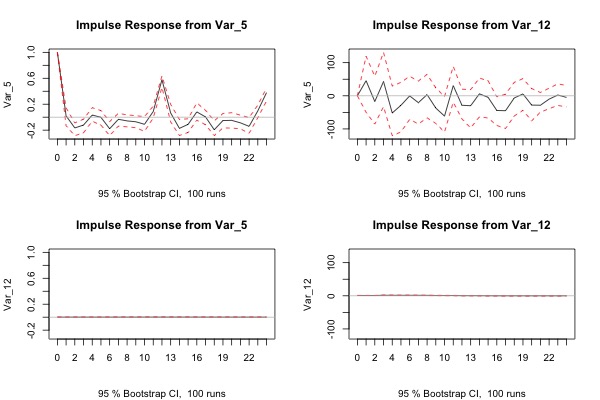 Impulse Response from Var_5
Var_5
1.0
0.6
0.2
-0.2
0 2 4 6 8 10 13 16 19 22
95 % Bootstrap CI, 100 runs
Impulse Response from Var_12
Var_5
100
0
-100
0 2 4 6 8 10 13 16 19 22
95 % Bootstrap CI, 100 runs
Impulse Response from Var_5
Var_12
1.0
0.6
0.2
-0.2
0 2 4 6 8 10 13 16 19 22
95 % Bootstrap CI, 100 runs
Impulse Response from Var_12
Var_12
100
0
-100
0 2 4 6 8 10 13 16 19 22
95 % Bootstrap CI, 100 runs